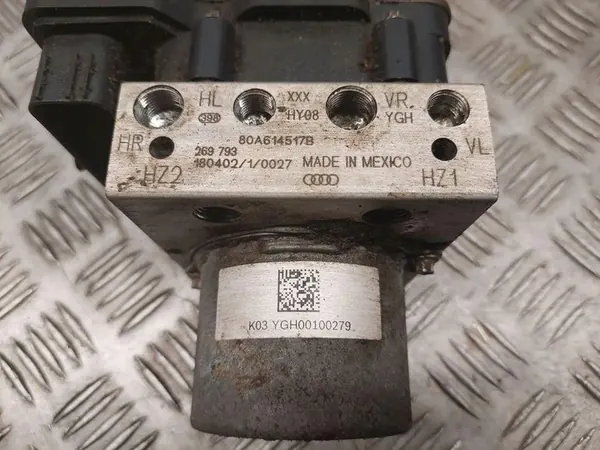 HL XXX VR
398 HY08 YGH
HR 80A614517B VL
269 793
180402/1/0027 MADE IN MEXICO
HZ2 HZ1
K03 YGH00100279